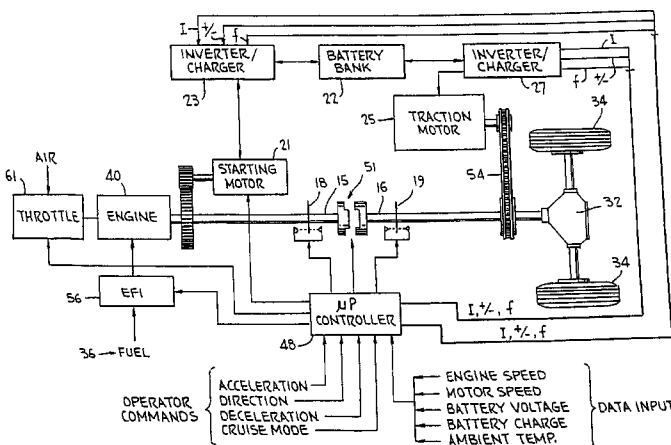 I +/- f
INVERTER/
CHARGER
23
BATTERY
BANK
22
INVERTER/
CHARGER
27
I
+/-
f
25
TRACTION
MOTOR
34
21
STARTING
MOTOR
AIR
61
THROTTLE
40
ENGINE
18
15
51
16
19
54
32
34
56
EFI
36
FUEL
µP
CONTROLLER
48
I, +/-, f
I, +/-, f
OPERATOR
COMMANDS
ACCELERATION
DIRECTION
DECELERATION
CRUISE MODE
ENGINE SPEED
MOTOR SPEED
BATTERY VOLTAGE
BATTERY CHARGE
AMBIENT TEMP.
DATA INPUT